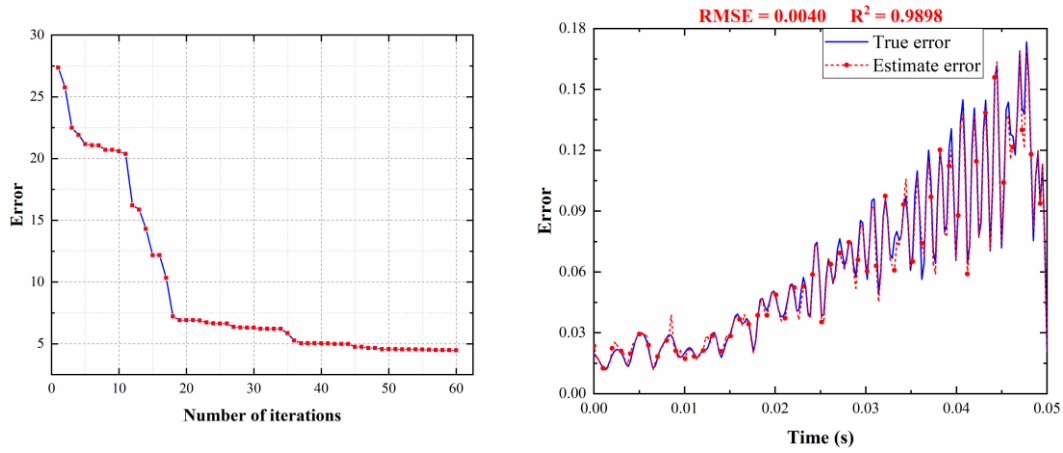 30
25
20
15
10
5
0 10 20 30 40 50 60
Error
Number of iterations
RMSE = 0.0040 R² = 0.9898
True error
Estimate error
0.18
0.15
0.12
0.09
0.06
0.03
0.00
0.00 0.01 0.02 0.03 0.04 0.05
Error
Time (s)